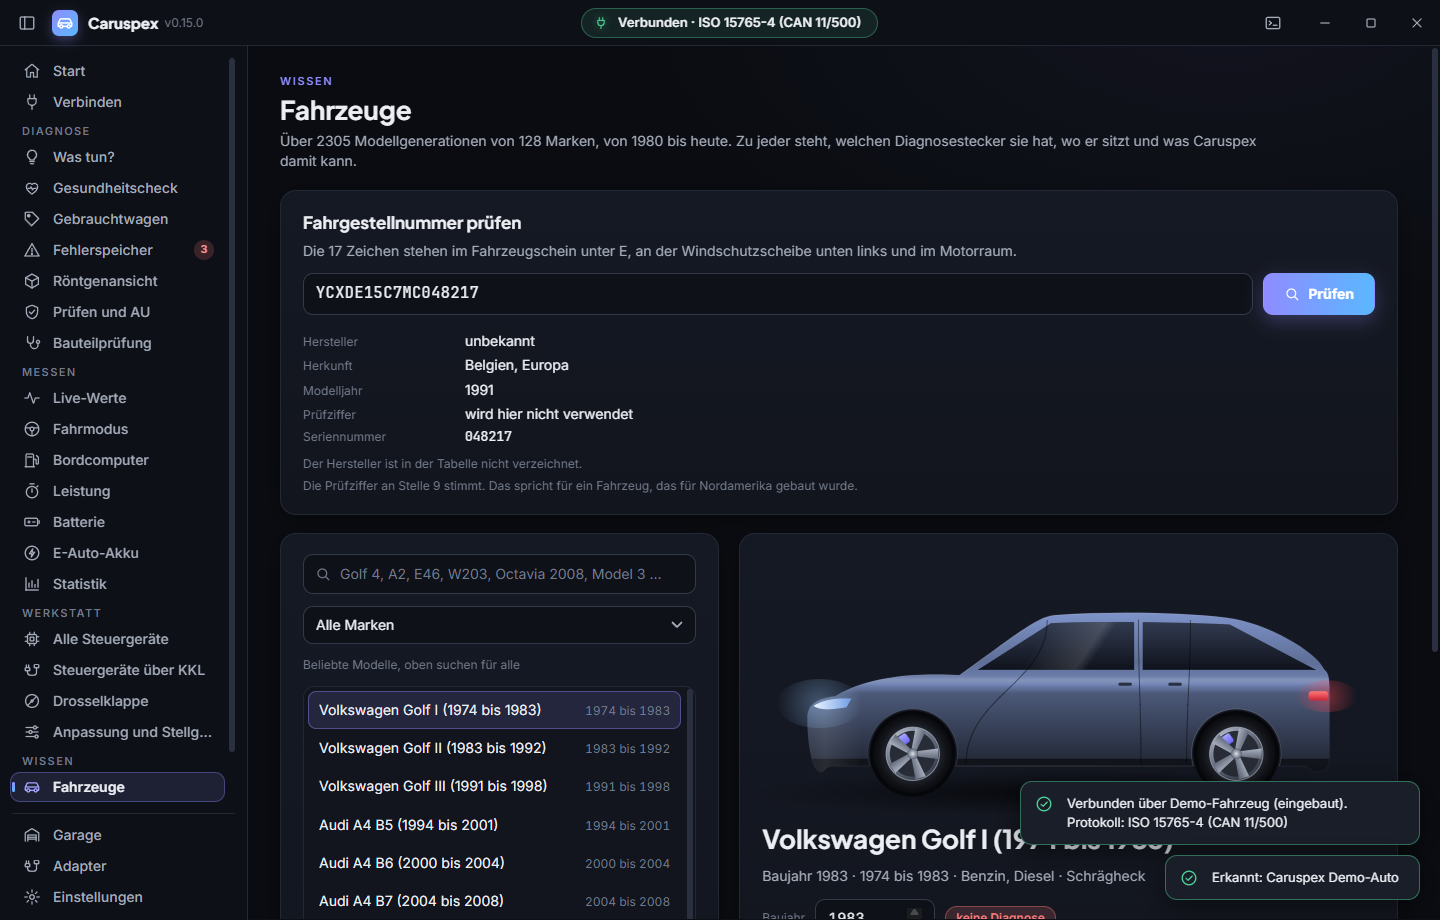 Caruspex v0.15.0
Verbunden · ISO 15765-4 (CAN 11/500)
Start
Verbinden
DIAGNOSE
Was tun?
Gesundheitscheck
Gebrauchtwagen
Fehlerspeicher 3
Röntgenansicht
Prüfen und AU
Bauteilprüfung
MESSEN
Live-Werte
Fahrmodus
Bordcomputer
Leistung
Batterie
E-Auto-Akku
Statistik
WERKSTATT
Alle Steuergeräte
Steuergeräte über KKL
Drosselklappe
Anpassung und Stellg...
WISSEN
Fahrzeuge
Garage
Adapter
Einstellungen
WISSEN
Fahrzeuge
Über 2305 Modellgenerationen von 128 Marken, von 1980 bis heute. Zu jeder steht, welchen Diagnosestecker sie hat, wo er sitzt und was Caruspex
damit kann.
Fahrgestellnummer prüfen
Die 17 Zeichen stehen im Fahrzeugschein unter E, an der Windschutzscheibe unten links und im Motorraum.
YCXDE15C7MC048217
Prüfen
Hersteller unbekannt
Herkunft Belgien, Europa
Modelljahr 1991
Prüfziffer wird hier nicht verwendet
Seriennummer 048217
Der Hersteller ist in der Tabelle nicht verzeichnet.
Die Prüfziffer an Stelle 9 stimmt. Das spricht für ein Fahrzeug, das für Nordamerika gebaut wurde.
Golf 4, A2, E46, W203, Octavia 2008, Model 3 ...
Alle Marken
Beliebte Modelle, oben suchen für alle
Volkswagen Golf I (1974 bis 1983) 1974 bis 1983
Volkswagen Golf II (1983 bis 1992) 1983 bis 1992
Volkswagen Golf III (1991 bis 1998) 1991 bis 1998
Audi A4 B5 (1994 bis 2001) 1994 bis 2001
Audi A4 B6 (2000 bis 2004) 2000 bis 2004
Audi A4 B7 (2004 bis 2008) 2004 bis 2008
Volkswagen Golf I (1974 bis 1983)
Baujahr 1983 · 1974 bis 1983 · Benzin, Diesel · Schrägheck
Baujahr 1983 keine Diagnose
Verbunden über Demo-Fahrzeug (eingebaut).
Protokoll: ISO 15765-4 (CAN 11/500)
Erkannt: Caruspex Demo-Auto